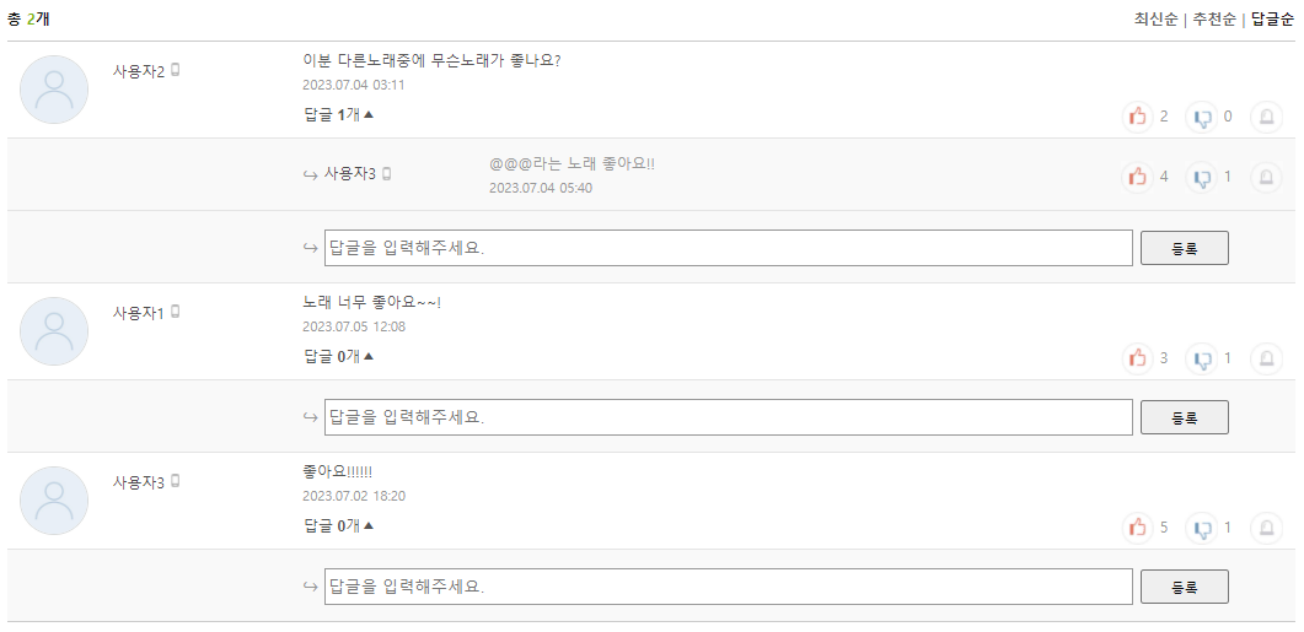 총 2개
최신순 | 추천순 | 답글순
사용자2
이분 다른노래중에 무슨노래가 좋나요?
2023.07.04 03:11
답글 1개▲
2 0
↪ 사용자3
@@@라는 노래 좋아요!!
2023.07.04 05:40
4 1
↪ 답글을 입력해주세요. 등록
사용자1
노래 너무 좋아요~~!
2023.07.05 12:08
답글 0개▲
3 1
↪ 답글을 입력해주세요. 등록
사용자3
좋아요!!!!!!
2023.07.02 18:20
답글 0개▲
5 1
↪ 답글을 입력해주세요. 등록